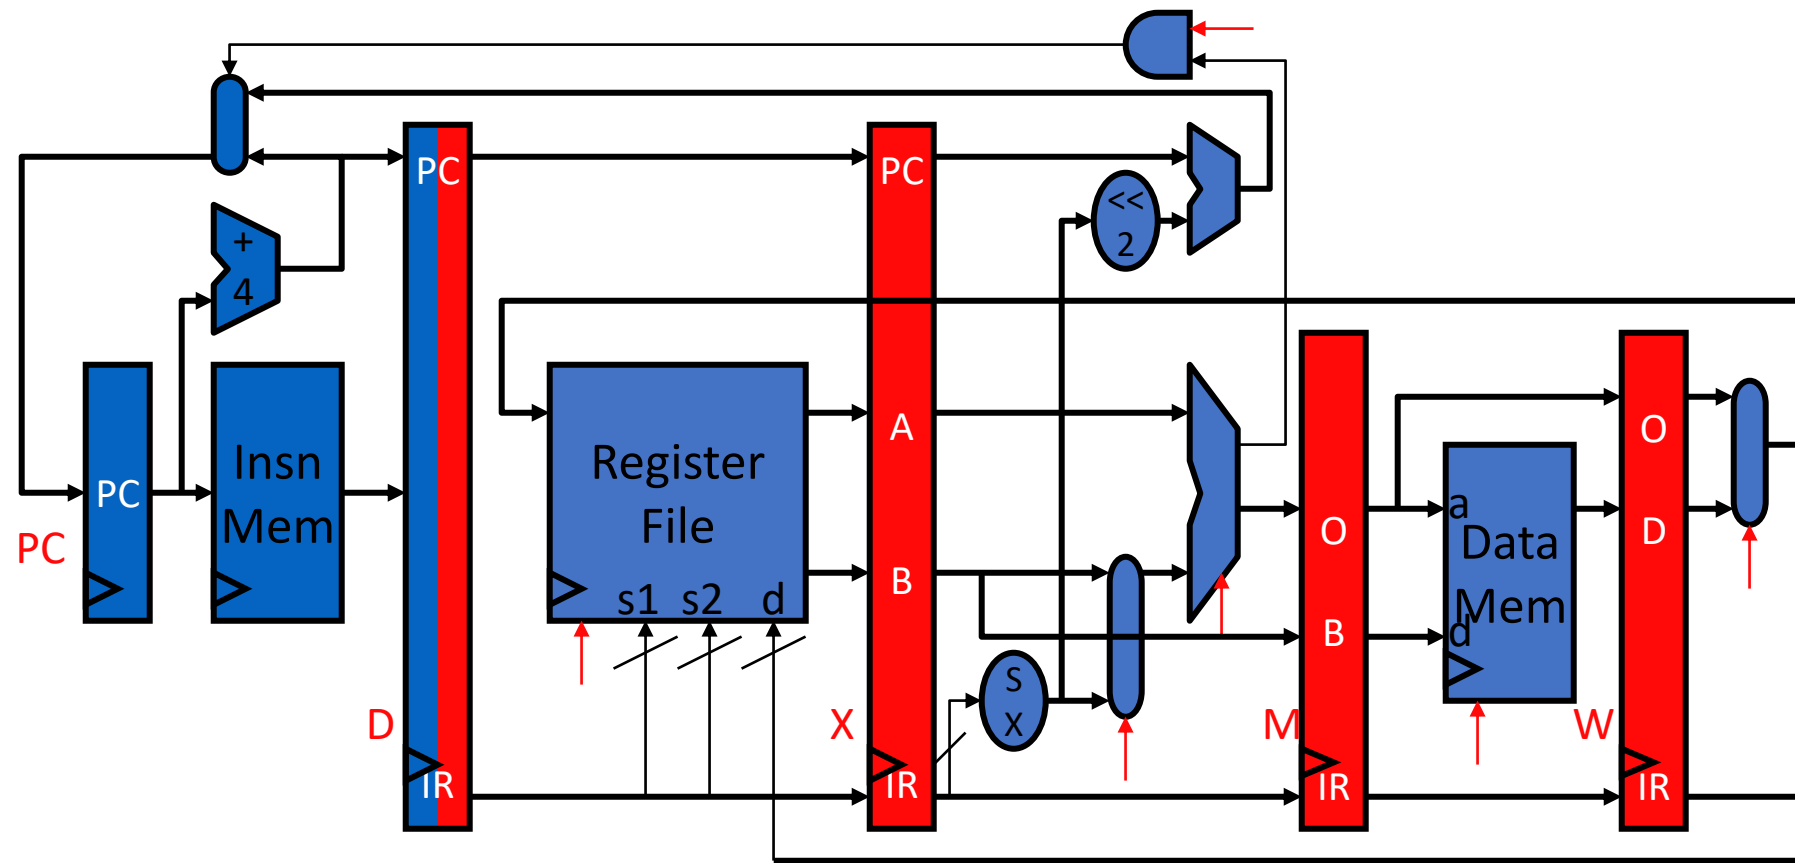 PC
PC
<<
2
+
4
PC
Insn
Mem
PC
Register
File
s1
s2
d
A
B
O
B
a
Data
Mem
d
O
D
S
X
D
X
M
W
IR
IR
IR
IR